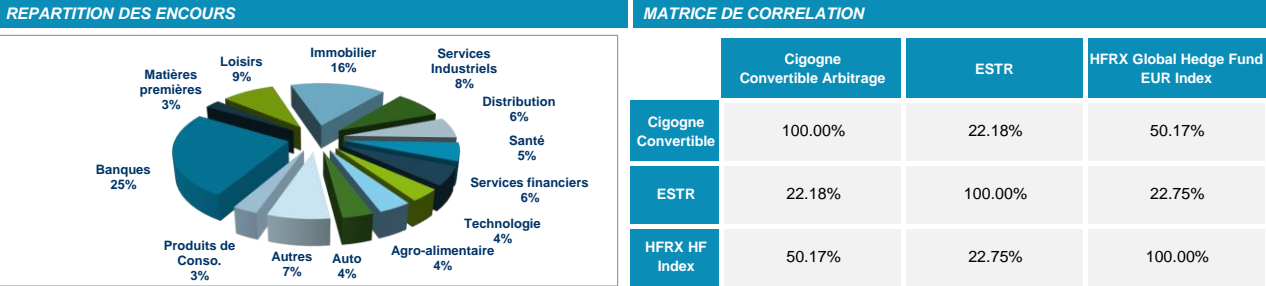 REPARTITION DES ENCOURS
Immobilier
16%
Services
Industriels
8%
Distribution
6%
Santé
5%
Services financiers
6%
Technologie
4%
Agro-alimentaire
4%
Auto
4%
Autres
7%
Produits de
Conso.
3%
Banques
25%
Matières
premières
3%
Loisirs
9%
MATRICE DE CORRELATION
Cigogne
Convertible Arbitrage
ESTR
HFRX Global Hedge Fund
EUR Index
Cigogne
Convertible
100.00%
22.18%
50.17%
ESTR
22.18%
100.00%
22.75%
HFRX HF
Index
50.17%
22.75%
100.00%